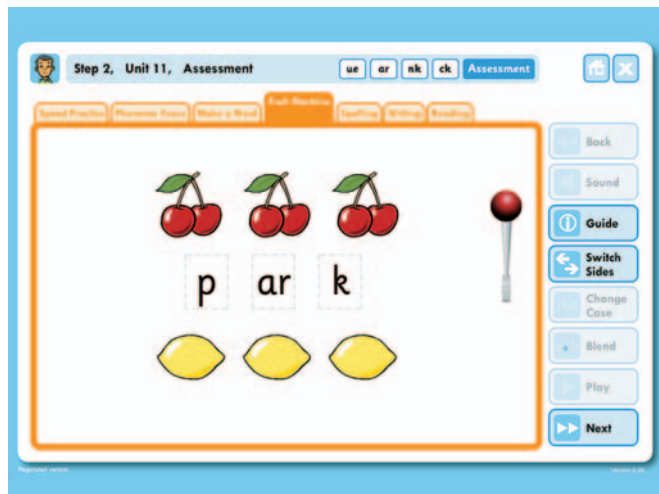 Step 2, Unit 11, Assessment
ue ar nk ck Assessment
Sound Practice Phoneme Focus Make a Word Fruit Machine Spelling Writing Reading
Back
Sound
Guide
Switch
Sides
Change
Case
Blend
Play
Next
p ar k
Registered version